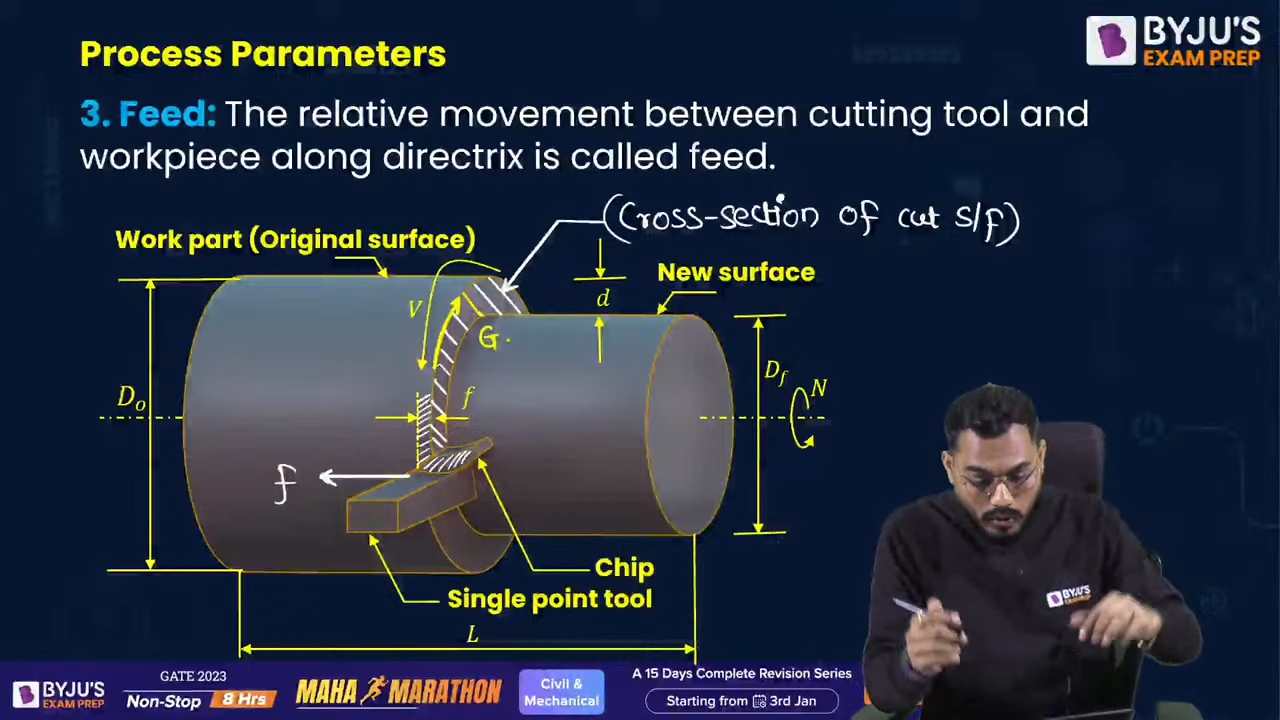 Process Parameters
BYJU'S
EXAM PREP
3. Feed: The relative movement between cutting tool and
workpiece along directrix is called feed.
(Cross-section of cut s/f)
Work part (Original surface)
New surface
d
V
G.
D₀
f
D_f
N
f
Chip
Single point tool
L
BYJU'S
BYJU'S
EXAM PREP
GATE 2023
Non-Stop 8 Hrs
MAHA MARATHON
Civil &
Mechanical
A 15 Days Complete Revision Series
Starting from 3rd Jan